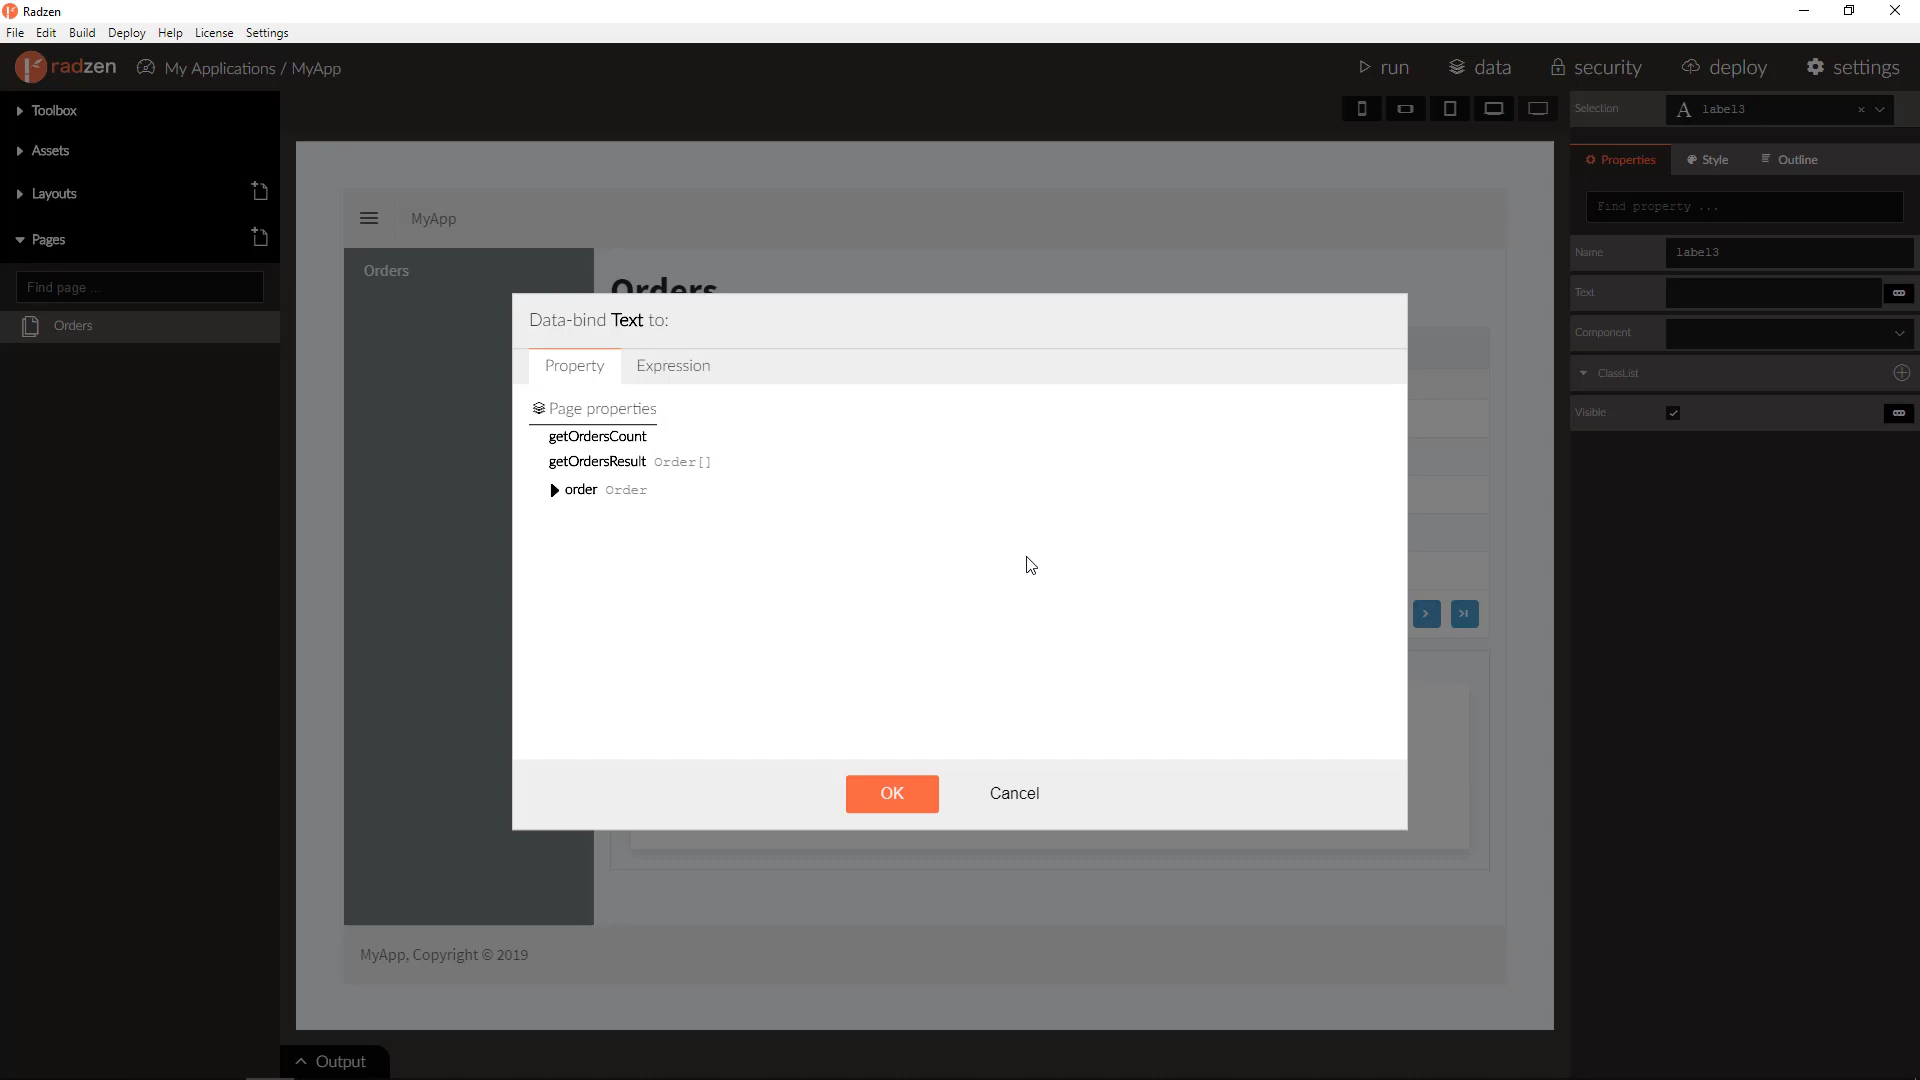 Radzen
File Edit Build Deploy Help License Settings
radzen My Applications / MyApp run data security deploy settings
Toolbox
Assets
Layouts
Pages
Find page ...
Orders
MyApp
Orders
Orders
Data-bind Text to:
Property Expression
Page properties
getOrdersCount
getOrdersResult Order[]
order Order
OK Cancel
MyApp, Copyright © 2019
Output
Selection A label3
Properties Style Outline
Find property ...
Name label3
Text
Component
ClassList
Visible